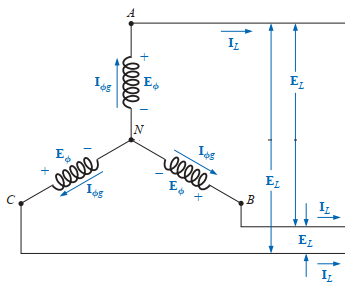 A
I_L
+
I_ϕg
E_ϕ
E_L
−
N
E_ϕ
−
I_ϕg
+
I_ϕg
−
E_ϕ
+
E_L
C
B
I_L
E_L
I_L